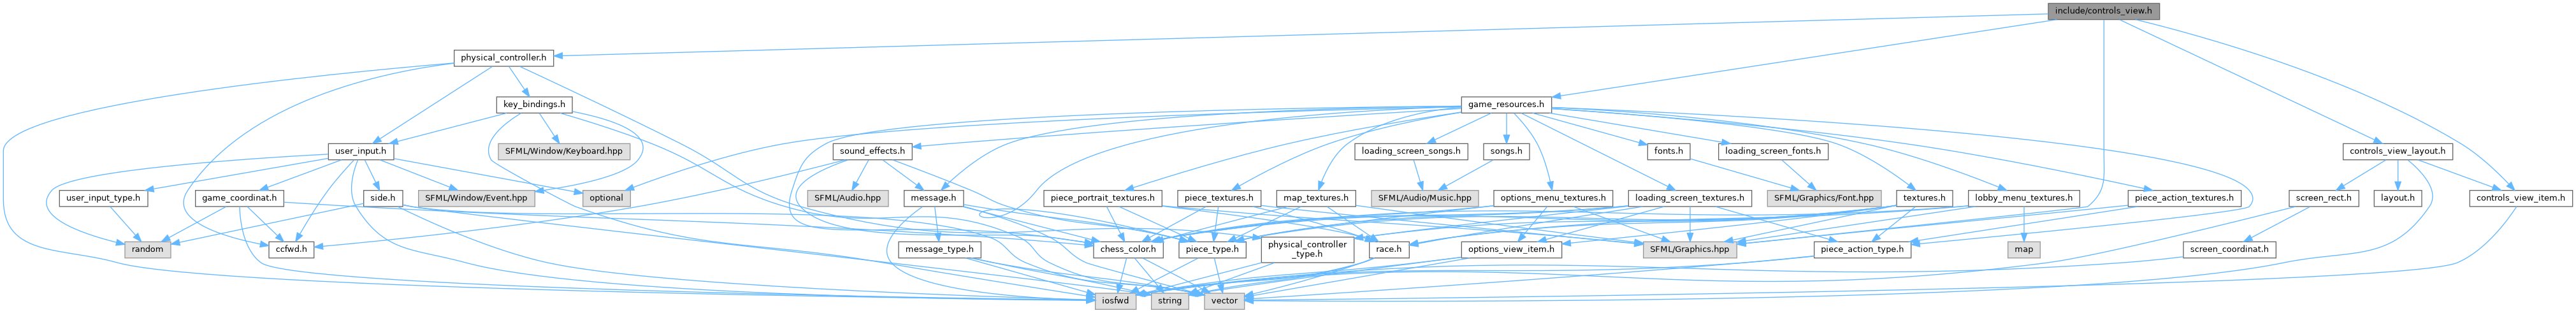 include/controls_view.h
physical_controller.h
key_bindings.h
game_resources.h
user_input.h
SFML/Window/Keyboard.hpp
sound_effects.h
loading_screen_songs.h
songs.h
fonts.h
loading_screen_fonts.h
controls_view_layout.h
user_input_type.h
game_coordinat.h
side.h
SFML/Window/Event.hpp
optional
SFML/Audio.hpp
message.h
piece_portrait_textures.h
piece_textures.h
map_textures.h
SFML/Audio/Music.hpp
options_menu_textures.h
loading_screen_textures.h
SFML/Graphics/Font.hpp
textures.h
lobby_menu_textures.h
piece_action_textures.h
screen_rect.h
layout.h
controls_view_item.h
random
ccfwd.h
message_type.h
chess_color.h
piece_type.h
physical_controller
_type.h
race.h
options_view_item.h
SFML/Graphics.hpp
piece_action_type.h
map
screen_coordinat.h
iosfwd
string
vector